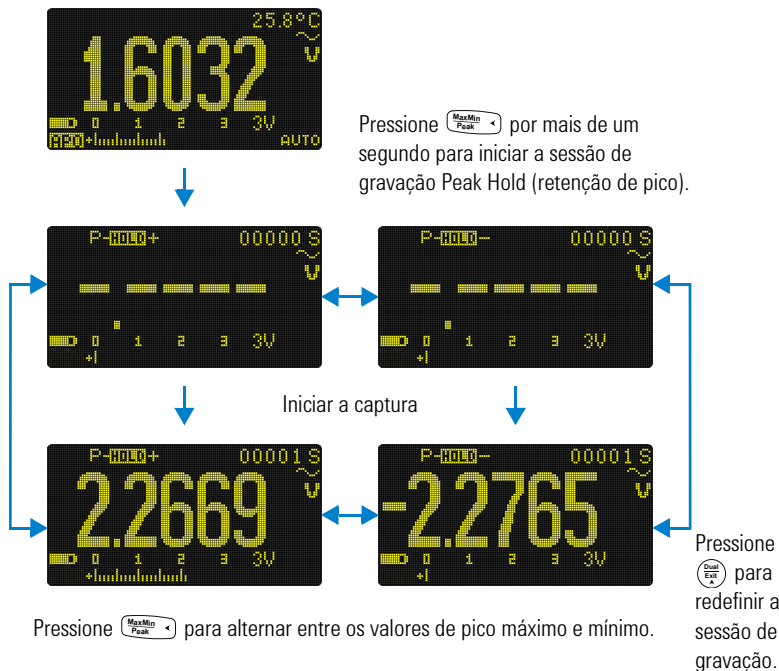 25.8°C
1.6032 V
0 1 2 3 3V
APO AUTO
Pressione MaxMin Peak por mais de um
segundo para iniciar a sessão de
gravação Peak Hold (retenção de pico).
P-HOLD+ 00000 S
V
0 1 2 3 3V
P-HOLD- 00000 S
V
0 1 2 3 3V
Iniciar a captura
P-HOLD+ 00001 S
2.2669 V
0 1 2 3 3V
P-HOLD- 00001 S
-2.2765 V
0 1 2 3 3V
Pressione
Dual Exit para
redefinir a
sessão de
gravação.
Pressione MaxMin Peak para alternar entre os valores de pico máximo e mínimo.